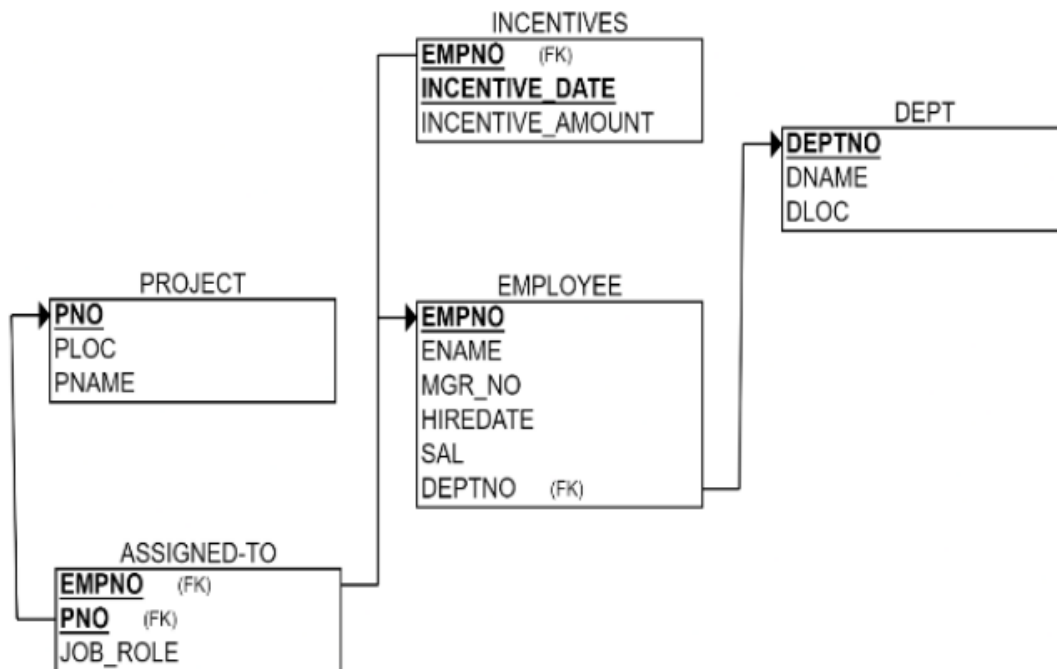 INCENTIVES
EMPNO (FK)
INCENTIVE_DATE
INCENTIVE_AMOUNT
DEPT
DEPTNO
DNAME
DLOC
PROJECT
PNO
PLOC
PNAME
EMPLOYEE
EMPNO
ENAME
MGR_NO
HIREDATE
SAL
DEPTNO (FK)
ASSIGNED-TO
EMPNO (FK)
PNO (FK)
JOB_ROLE